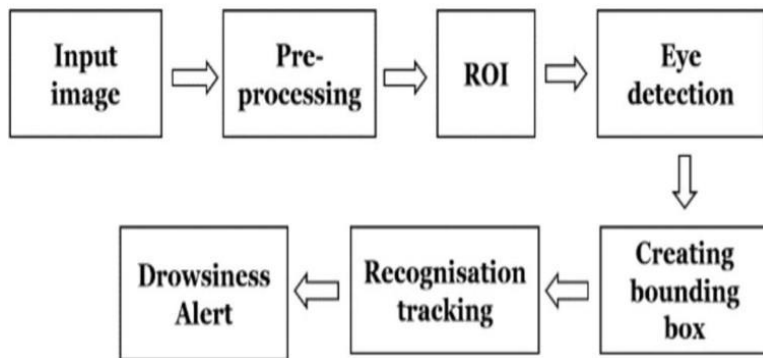 Input
image
Pre-
processing
ROI
Eye
detection
Creating
bounding
box
Recognisation
tracking
Drowsiness
Alert